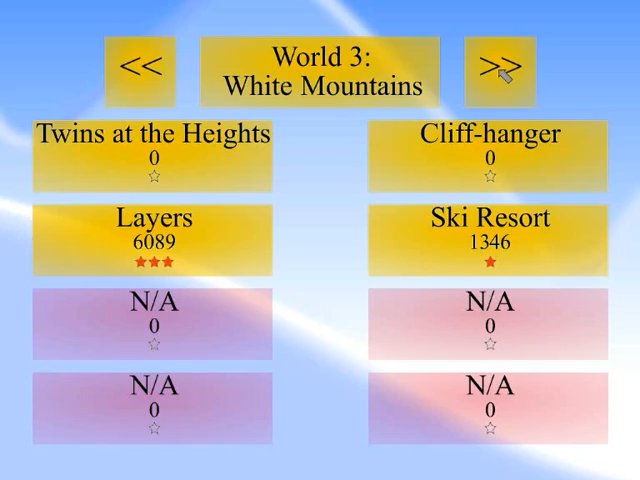 <<
World 3:
White Mountains
>>
Twins at the Heights
0
Cliff-hanger
0
Layers
6089
Ski Resort
1346
N/A
0
N/A
0
N/A
0
N/A
0